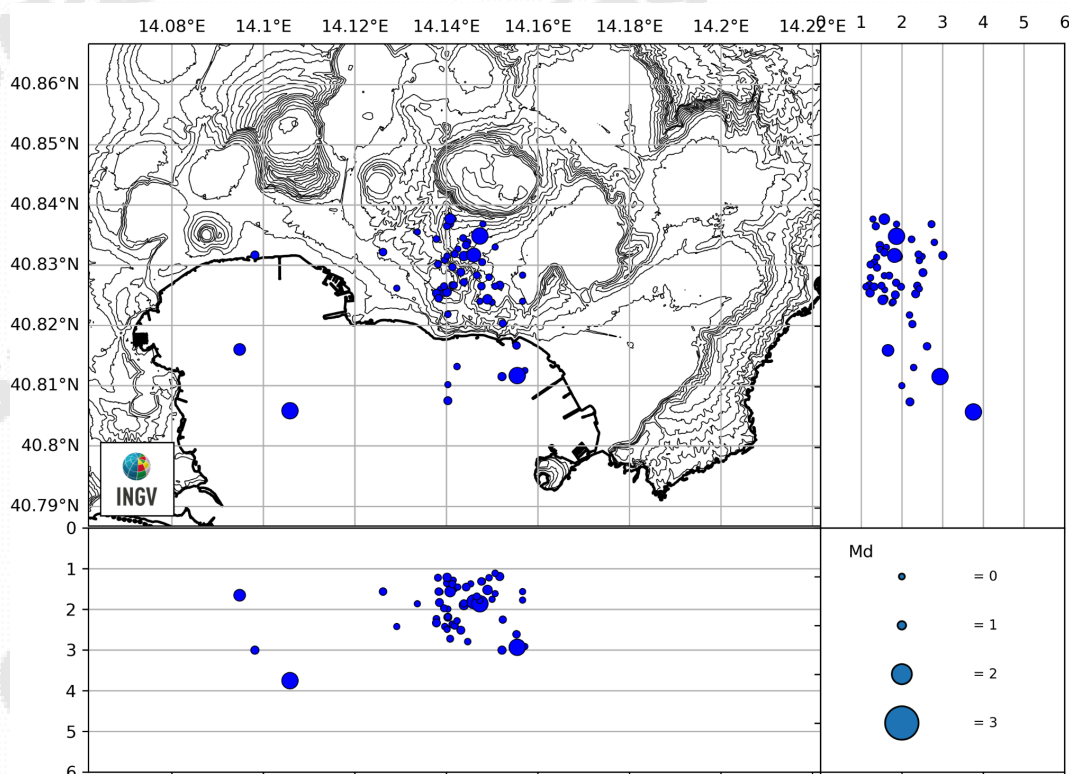 14.08°E 14.1°E 14.12°E 14.14°E 14.16°E 14.18°E 14.2°E 14.22°E
0 1 2 3 4 5 6
40.86°N
40.85°N
40.84°N
40.83°N
40.82°N
40.81°N
40.8°N
40.79°N
INGV
0
1
2
3
4
5
6
Md
= 0
= 1
= 2
= 3